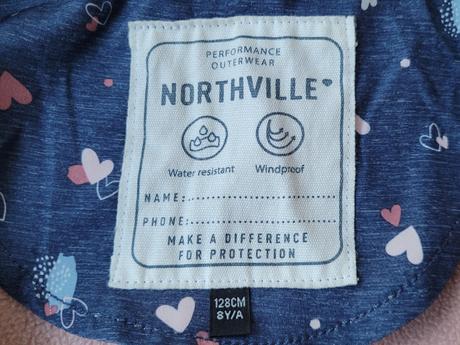 PERFORMANCE
OUTERWEAR
NORTHVILLE
Water resistant Windproof
NAME:..............................
PHONE:..............................
MAKE A DIFFERENCE
FOR PROTECTION
128CM
8Y/A